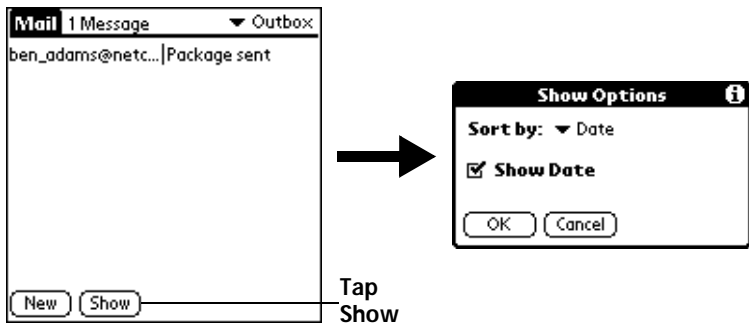 Mail 1 Message Outbox
ben_adams@netc... Package sent
New Show
Tap
Show
Show Options
Sort by: Date
Show Date
OK Cancel